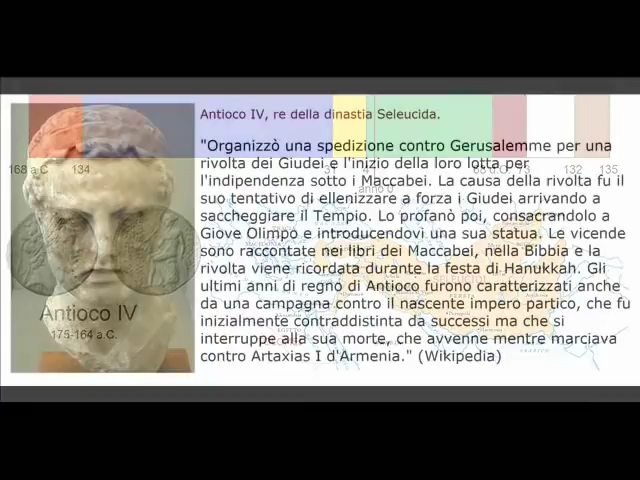 Antioco IV, re della dinastia Seleucida.
"Organizzò una spedizione contro Gerusalemme per una
rivolta dei Giudei e l'inizio della loro lotta per
l'indipendenza sotto i Maccabei. La causa della rivolta fu il
suo tentativo di ellenizzare a forza i Giudei arrivando a
saccheggiare il Tempio. Lo profanò poi, consacrandolo a
Giove Olimpo e introducendovi una sua statua. Le vicende
sono raccontate nei libri dei Maccabei, nella Bibbia e la
rivolta viene ricordata durante la festa di Hanukkah. Gli
ultimi anni di regno di Antioco furono caratterizzati anche
da una campagna contro il nascente impero partico, che fu
inizialmente contraddistinta da successi ma che si
interruppe alla sua morte, che avvenne mentre marciava
contro Artaxias I d'Armenia." (Wikipedia)
168 a C
134
132
135
anno 0
Antioco IV
175-164 a.C.